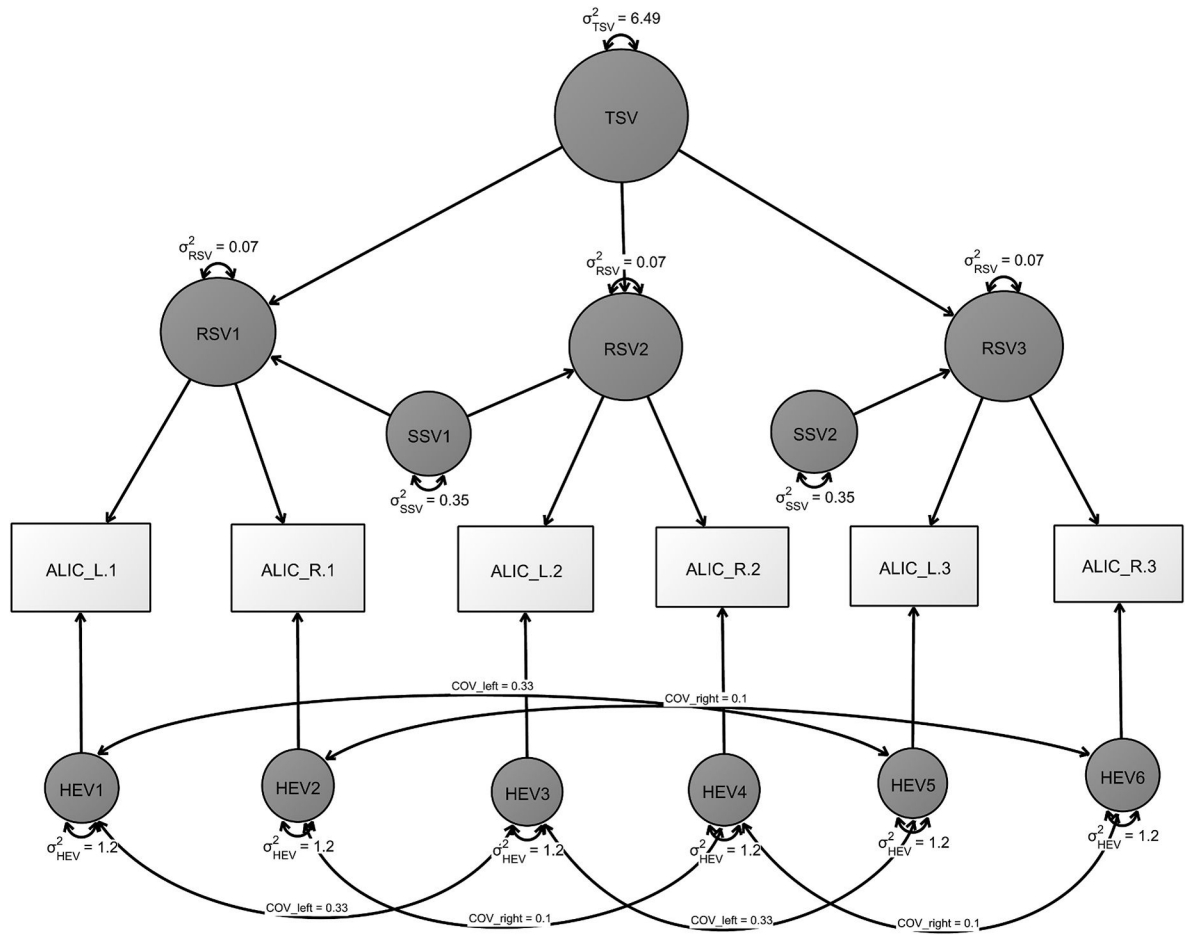 σ²TSV = 6.49
TSV
σ²RSV = 0.07
σ²RSV = 0.07
σ²RSV = 0.07
RSV1
RSV2
RSV3
SSV1
SSV2
σ²SSV = 0.35
σ²SSV = 0.35
ALIC_L.1
ALIC_R.1
ALIC_L.2
ALIC_R.2
ALIC_L.3
ALIC_R.3
COV_left = 0.33
COV_right = 0.1
HEV1
HEV2
HEV3
HEV4
HEV5
HEV6
σ²HEV = 1.2
σ²HEV = 1.2
σ²HEV = 1.2
σ²HEV = 1.2
σ²HEV = 1.2
σ²HEV = 1.2
COV_left = 0.33
COV_right = 0.1
COV_left = 0.33
COV_right = 0.1